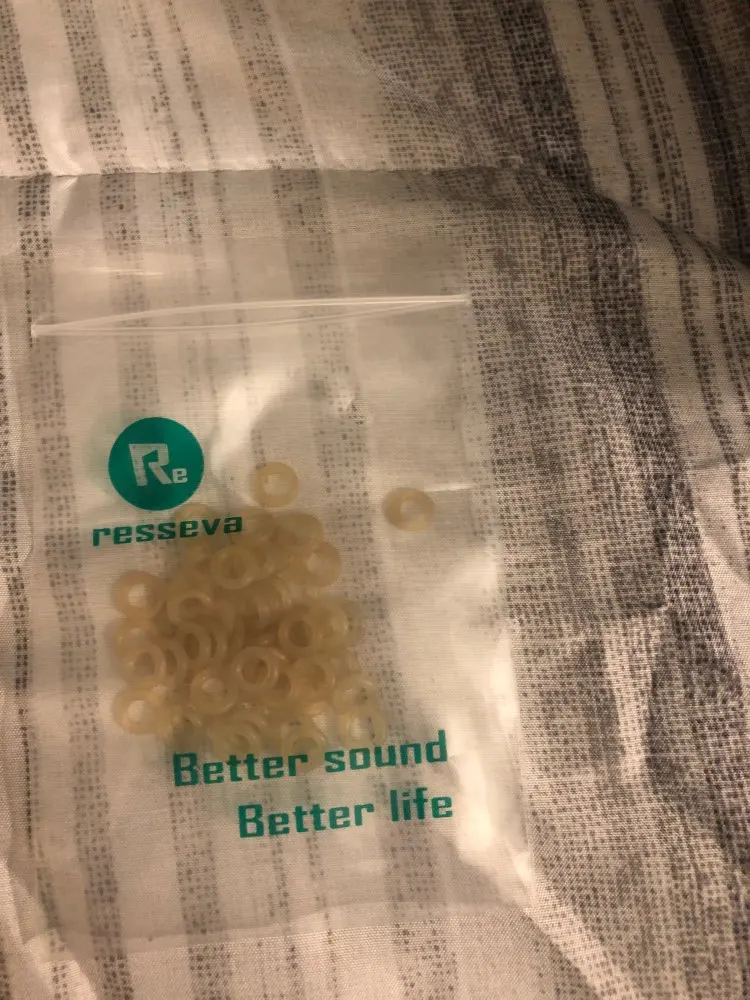 Re
resseva
Better sound
Better life